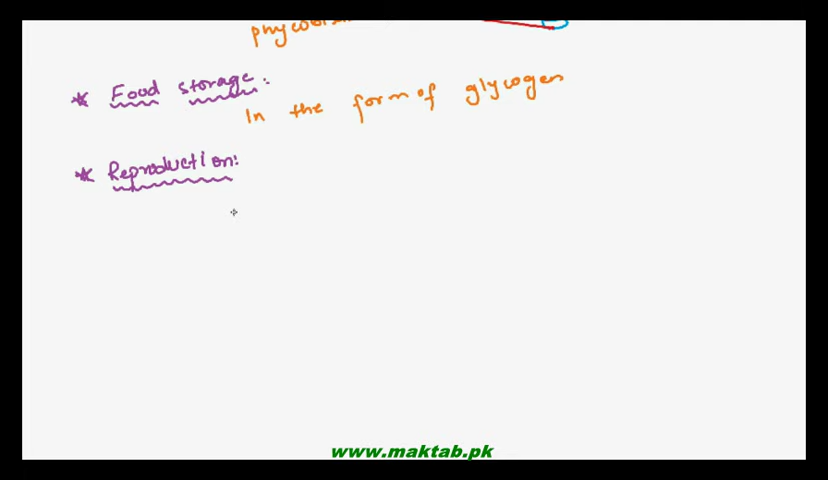 * Food storage:
In the form of glycogen
* Reproduction:
www.maktab.pk